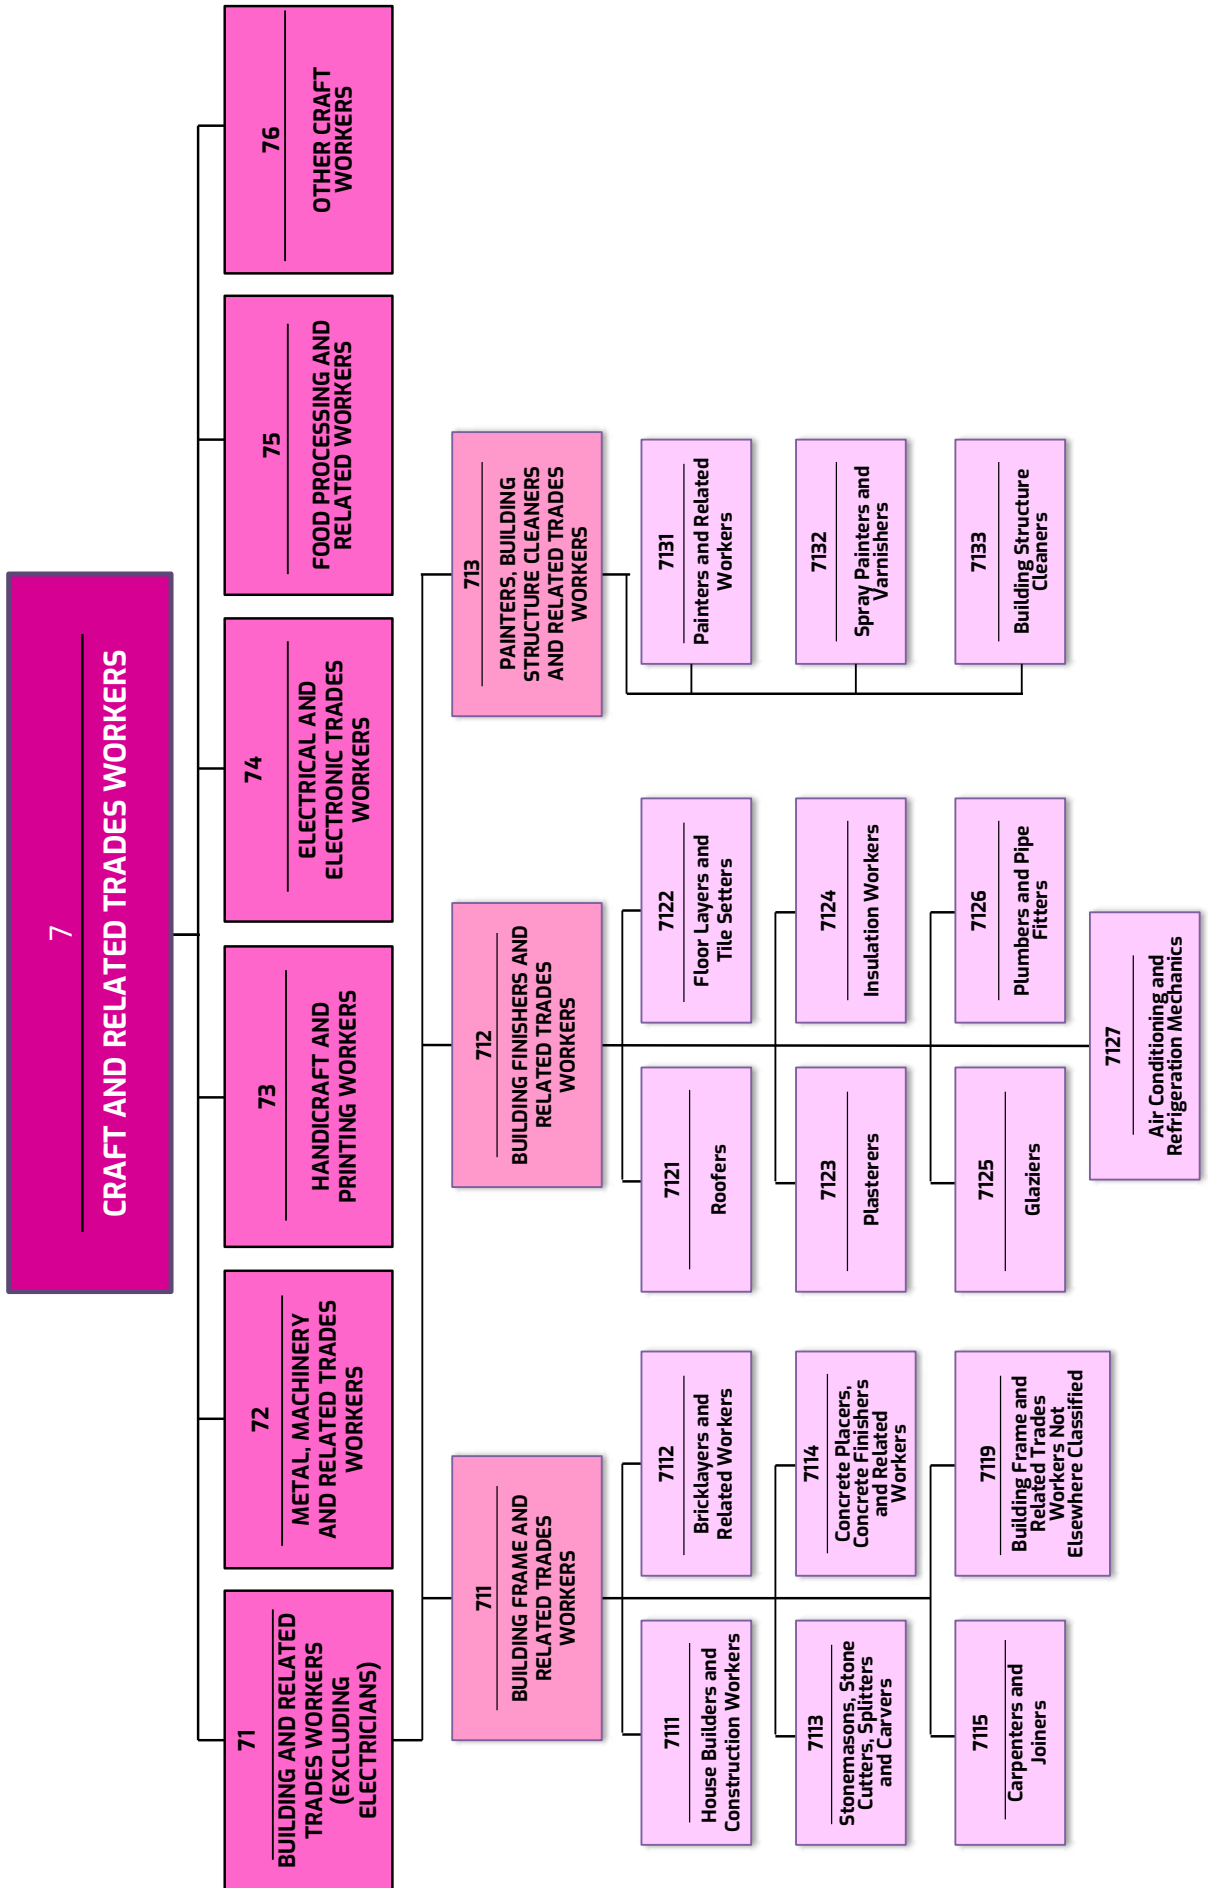 7
CRAFT AND RELATED TRADES WORKERS
71
BUILDING AND RELATED
TRADES WORKERS
(EXCLUDING
ELECTRICIANS)
72
METAL, MACHINERY
AND RELATED TRADES
WORKERS
73
HANDICRAFT AND
PRINTING WORKERS
74
ELECTRICAL AND
ELECTRONIC TRADES
WORKERS
75
FOOD PROCESSING AND
RELATED WORKERS
76
OTHER CRAFT
WORKERS
711
BUILDING FRAME AND
RELATED TRADES
WORKERS
712
BUILDING FINISHERS AND
RELATED TRADES
WORKERS
713
PAINTERS, BUILDING
STRUCTURE CLEANERS
AND RELATED TRADES
WORKERS
7111
House Builders and
Construction Workers
7112
Bricklayers and
Related Workers
7113
Stonemasons, Stone
Cutters, Splitters
and Carvers
7114
Concrete Placers,
Concrete Finishers
and Related
Workers
7115
Carpenters and
Joiners
7119
Building Frame and
Related Trades
Workers Not
Elsewhere Classified
7121
Roofers
7122
Floor Layers and
Tile Setters
7123
Plasterers
7124
Insulation Workers
7125
Glaziers
7126
Plumbers and Pipe
Fitters
7127
Air Conditioning and
Refrigeration Mechanics
7131
Painters and Related
Workers
7132
Spray Painters and
Varnishers
7133
Building Structure
Cleaners